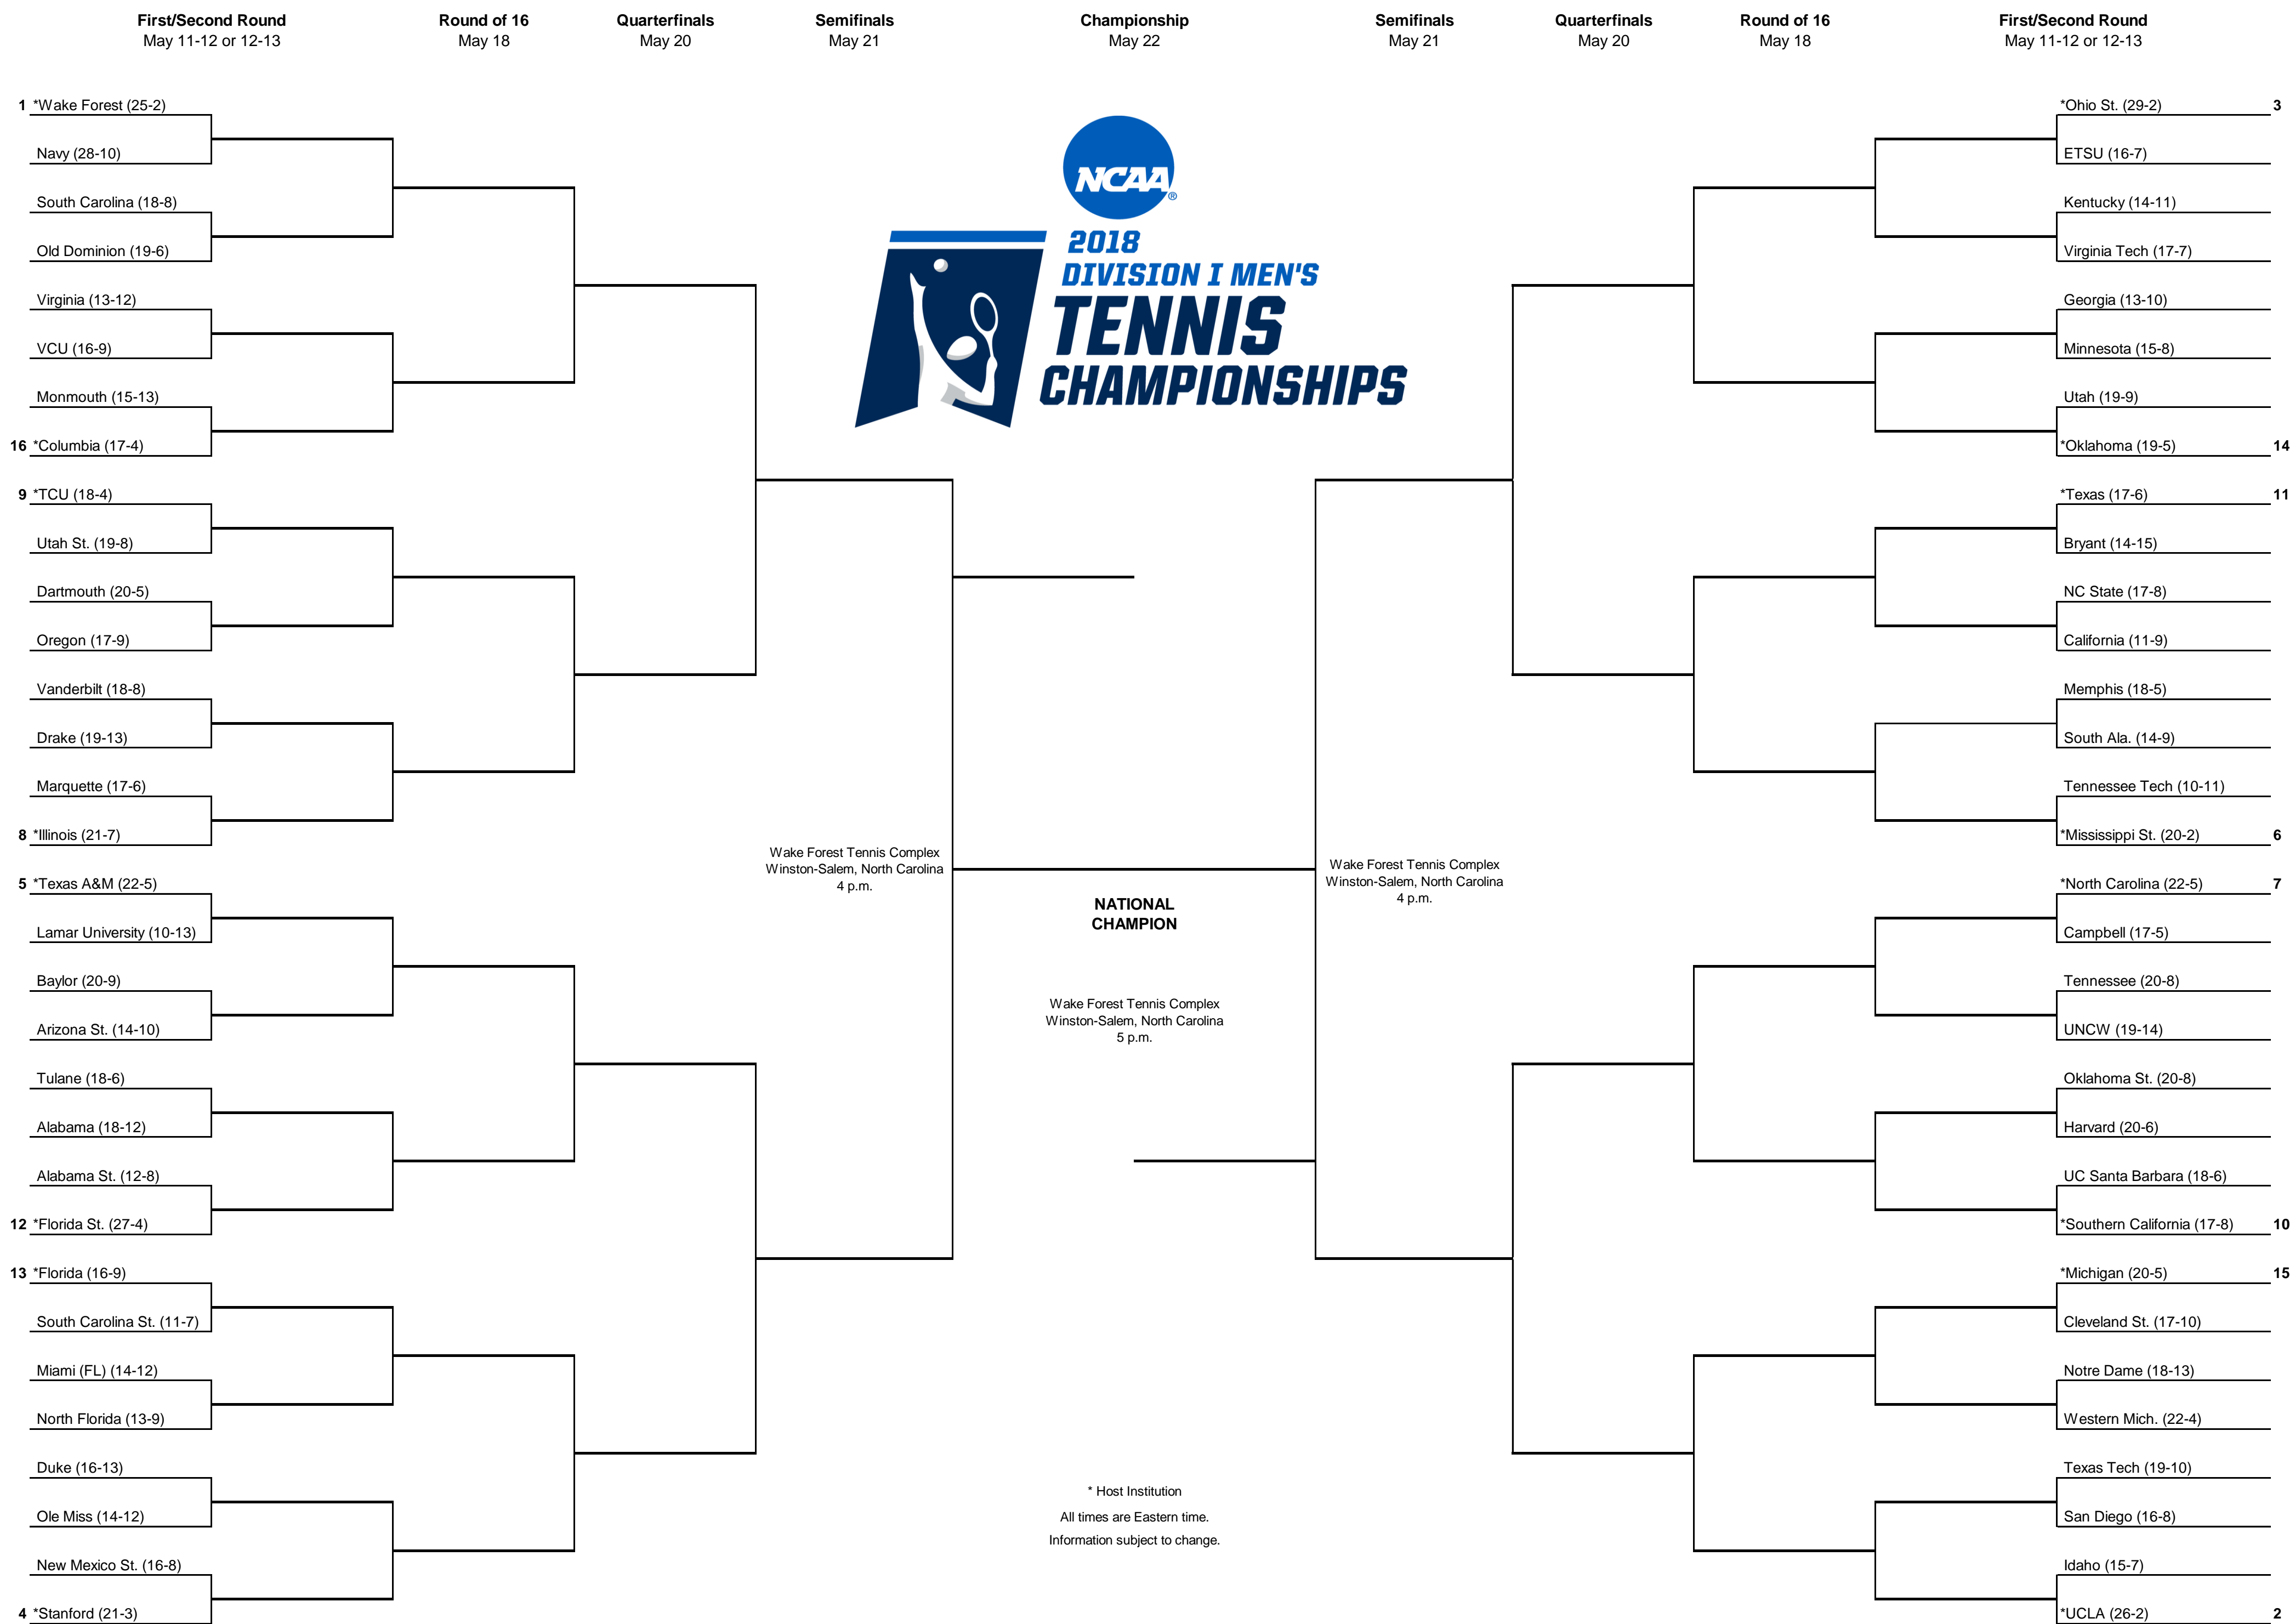 First/Second Round
May 11-12 or 12-13
Round of 16
May 18
Quarterfinals
May 20
Semifinals
May 21
Championship
May 22
Semifinals
May 21
Quarterfinals
May 20
Round of 16
May 18
First/Second Round
May 11-12 or 12-13
1 *Wake Forest (25-2)
Navy (28-10)
South Carolina (18-8)
Old Dominion (19-6)
Virginia (13-12)
VCU (16-9)
Monmouth (15-13)
16 *Columbia (17-4)
9 *TCU (18-4)
Utah St. (19-8)
Dartmouth (20-5)
Oregon (17-9)
Vanderbilt (18-8)
Drake (19-13)
Marquette (17-6)
8 *Illinois (21-7)
5 *Texas A&M (22-5)
Lamar University (10-13)
Baylor (20-9)
Arizona St. (14-10)
Tulane (18-6)
Alabama (18-12)
Alabama St. (12-8)
12 *Florida St. (27-4)
13 *Florida (16-9)
South Carolina St. (11-7)
Miami (FL) (14-12)
North Florida (13-9)
Duke (16-13)
Ole Miss (14-12)
New Mexico St. (16-8)
4 *Stanford (21-3)
NCAA®
2018
DIVISION I MEN'S
TENNIS
CHAMPIONSHIPS
Wake Forest Tennis Complex
Winston-Salem, North Carolina
4 p.m.
NATIONAL
CHAMPION
Wake Forest Tennis Complex
Winston-Salem, North Carolina
5 p.m.
* Host Institution
All times are Eastern time.
Information subject to change.
Wake Forest Tennis Complex
Winston-Salem, North Carolina
4 p.m.
*Ohio St. (29-2) 3
ETSU (16-7)
Kentucky (14-11)
Virginia Tech (17-7)
Georgia (13-10)
Minnesota (15-8)
Utah (19-9)
*Oklahoma (19-5) 14
*Texas (17-6) 11
Bryant (14-15)
NC State (17-8)
California (11-9)
Memphis (18-5)
South Ala. (14-9)
Tennessee Tech (10-11)
*Mississippi St. (20-2) 6
*North Carolina (22-5) 7
Campbell (17-5)
Tennessee (20-8)
UNCW (19-14)
Oklahoma St. (20-8)
Harvard (20-6)
UC Santa Barbara (18-6)
*Southern California (17-8) 10
*Michigan (20-5) 15
Cleveland St. (17-10)
Notre Dame (18-13)
Western Mich. (22-4)
Texas Tech (19-10)
San Diego (16-8)
Idaho (15-7)
*UCLA (26-2) 2